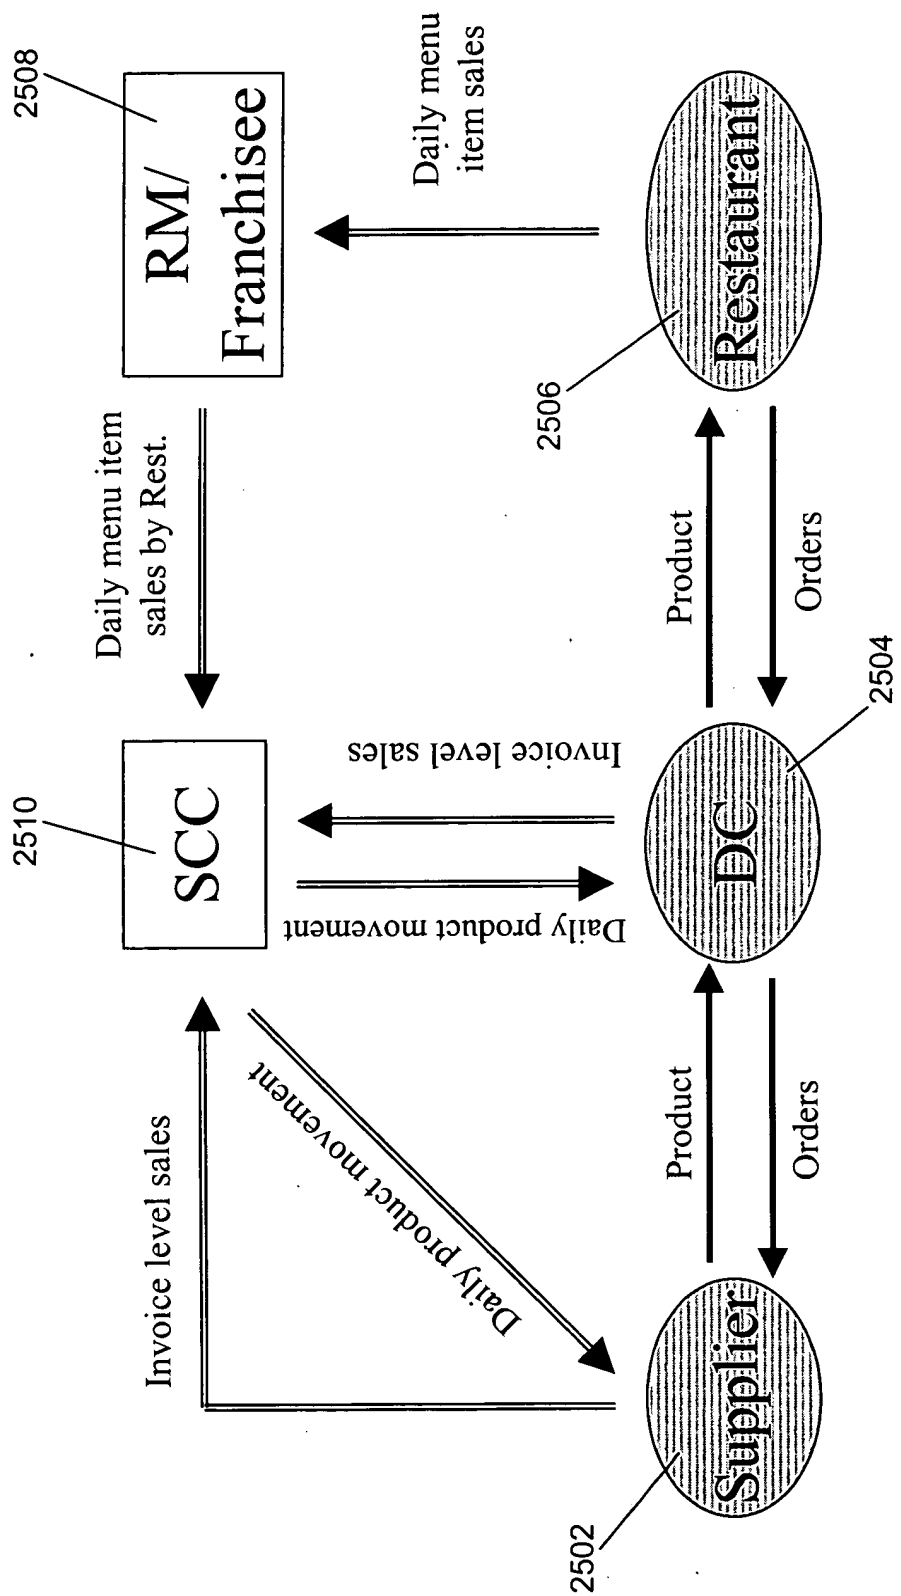 2510
2508
SCC
RM/
Franchisee
Invoice level sales
Daily menu item
sales by Rest.
Daily product movement
Daily product movement
Invoice level sales
Daily menu
item sales
2502
Supplier
Product
Orders
DC
2504
Product
Orders
2506
Restaurant